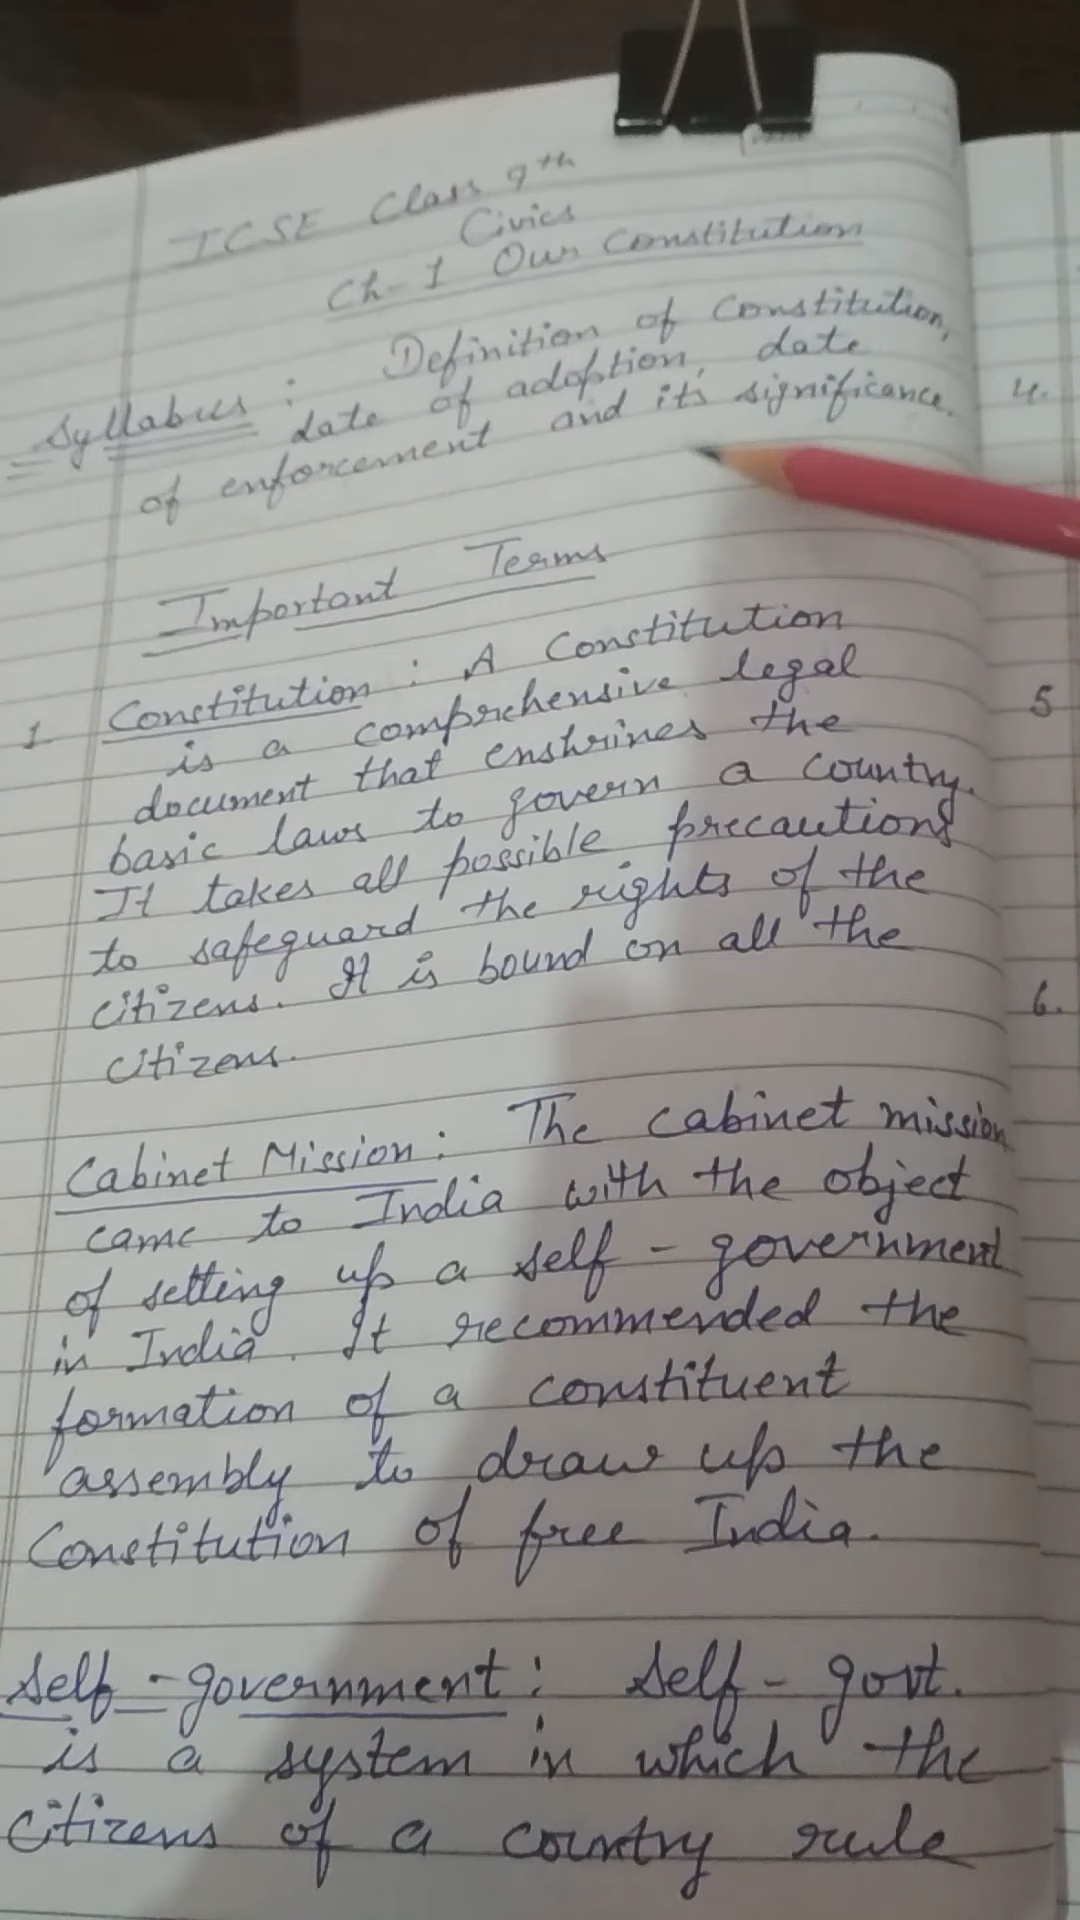 ICSE Class 9th
Civics
Ch-1 Our Constitution
Syllabus : Definition of Constitution,
date of adoption, date
of enforcement and its significance.
Important Terms
1. Constitution : A Constitution
is a comprehensive legal
document that enshrines the
basic laws to govern a country.
It takes all possible precautions
to safeguard the rights of the
citizens. It is bound on all the
citizens.
Cabinet Mission : The cabinet mission
came to India with the object
of setting up a self-government
in India. It recommended the
formation of a constituent
assembly to draw up the
Constitution of free India.
Self-government : Self-govt.
is a system in which the
citizens of a country rule
4.
5
6.